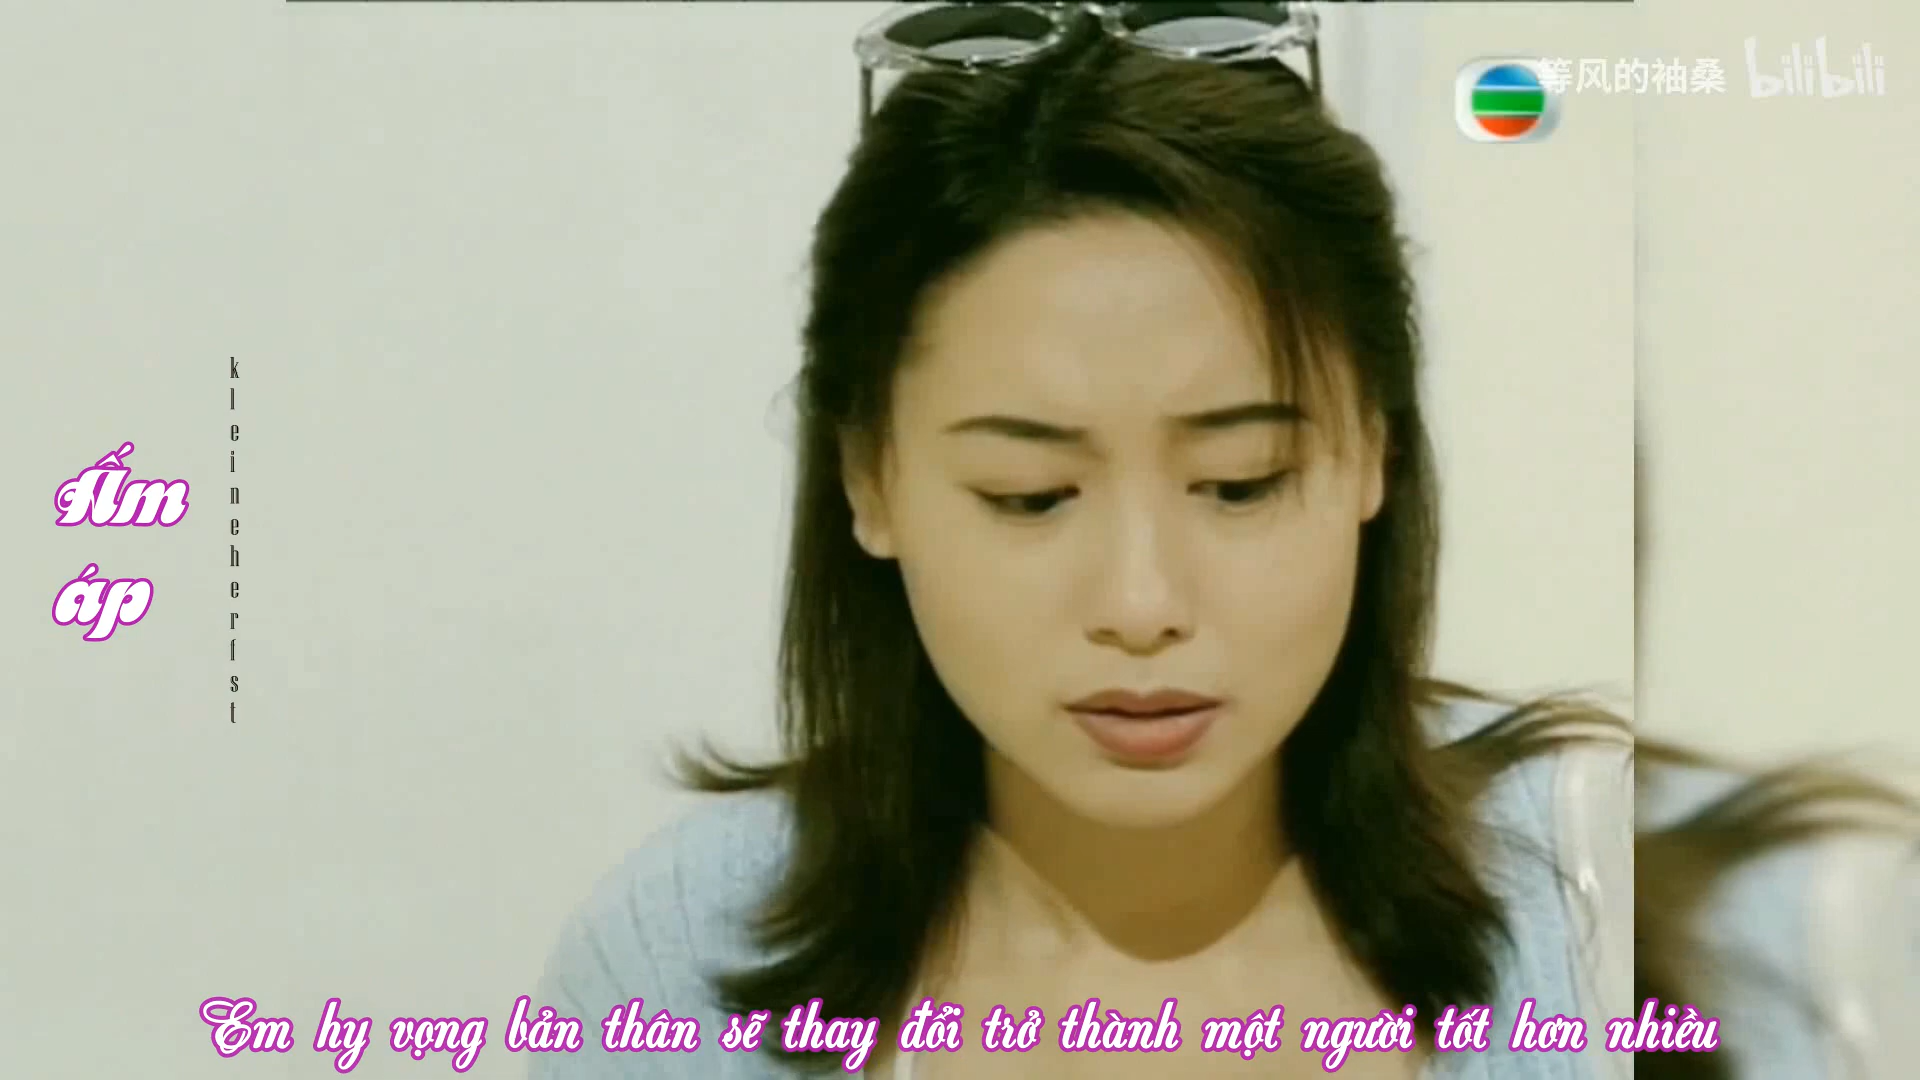 等风的袖桑 bilibili
Ấm
áp
kleineherfst
Em hy vọng bản thân sẽ thay đổi trở thành một người tốt hơn nhiều